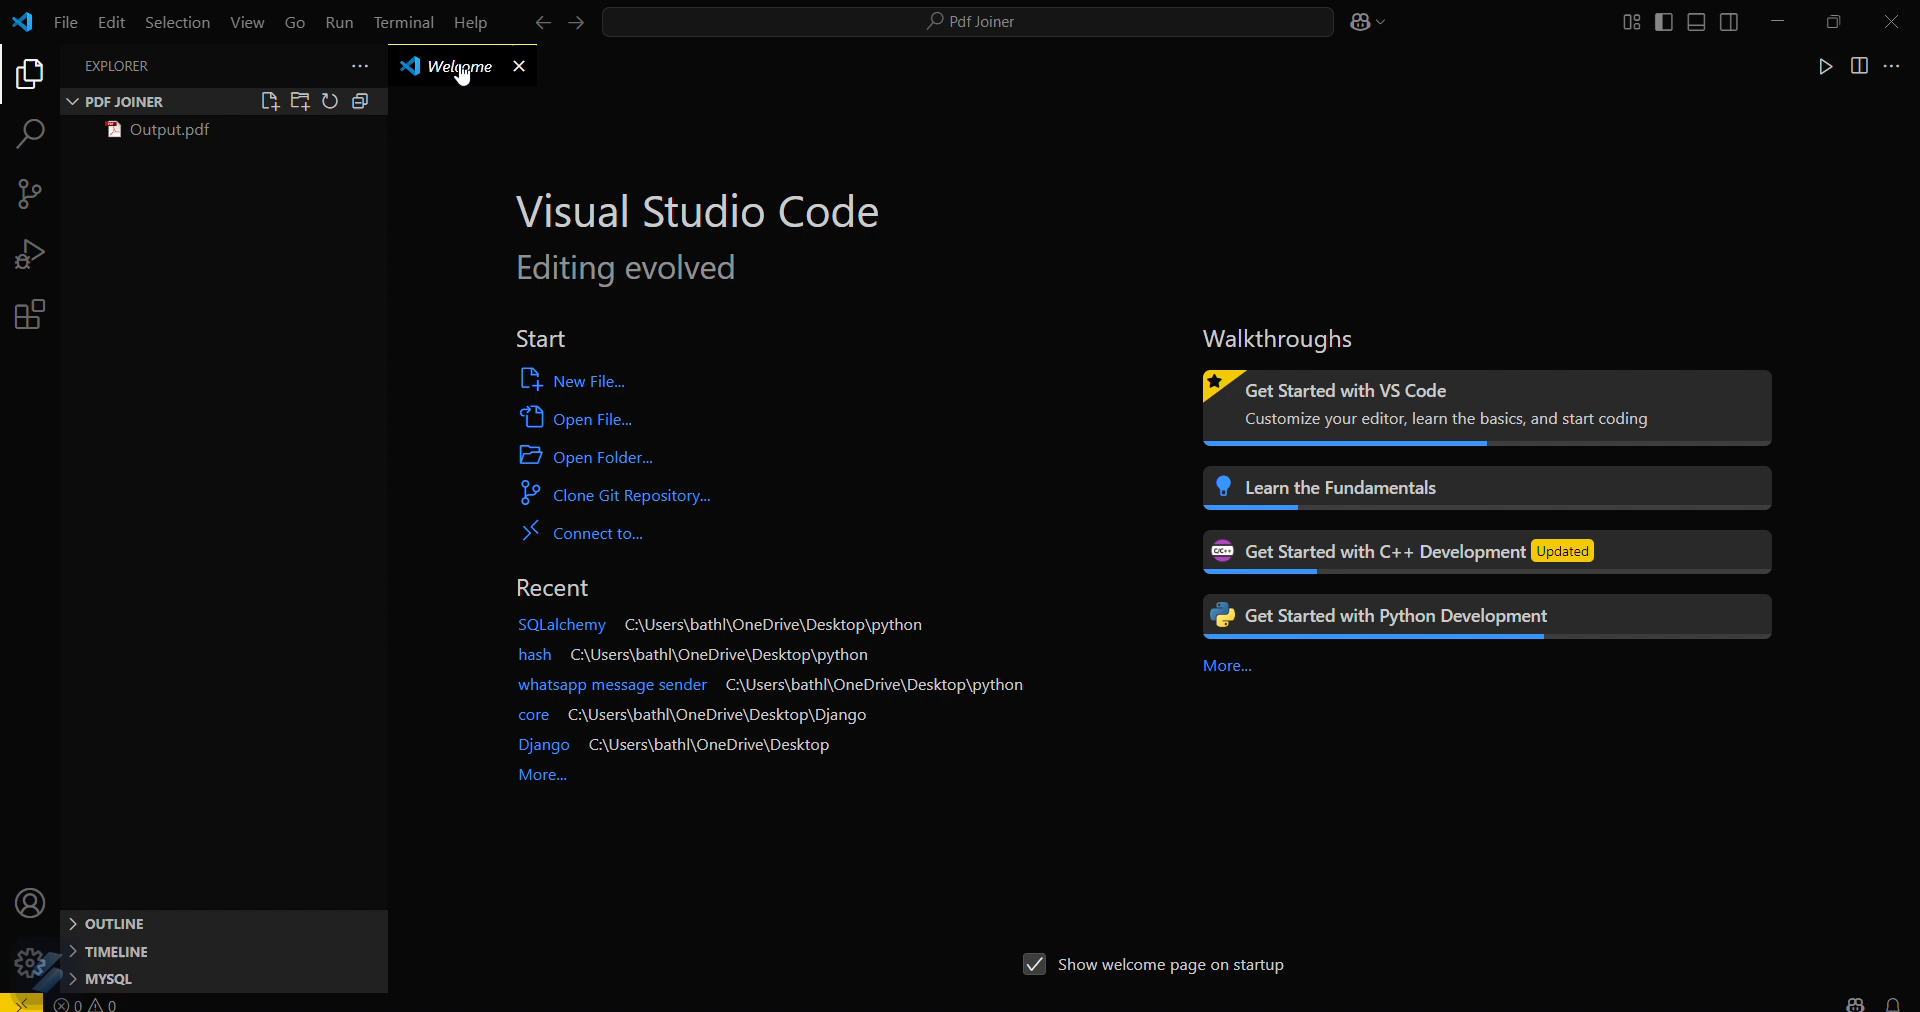 File Edit Selection View Go Run Terminal Help
Pdf Joiner
EXPLORER
Welcome
PDF JOINER
Output.pdf
Visual Studio Code
Editing evolved
Start
New File...
Open File...
Open Folder...
Clone Git Repository...
Connect to...
Recent
SQLalchemy C:\Users\bathl\OneDrive\Desktop\python
hash C:\Users\bathl\OneDrive\Desktop\python
whatsapp message sender C:\Users\bathl\OneDrive\Desktop\python
core C:\Users\bathl\OneDrive\Desktop\Django
Django C:\Users\bathl\OneDrive\Desktop
More...
Walkthroughs
Get Started with VS Code
Customize your editor, learn the basics, and start coding
Learn the Fundamentals
C/C++ Get Started with C++ Development Updated
Get Started with Python Development
More...
OUTLINE
TIMELINE
MYSQL
Show welcome page on startup
0 0